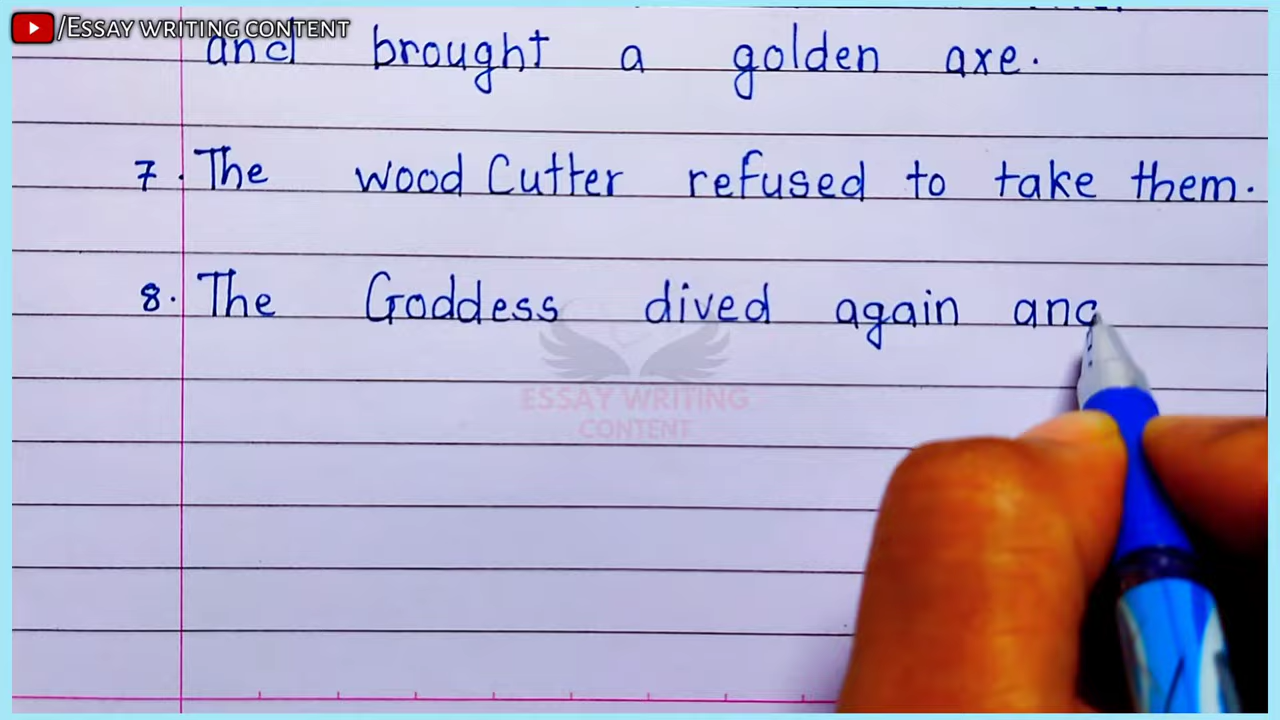 /ESSAY WRITING CONTENT
and brought a golden axe.
7. The wood Cutter refused to take them.
8. The Goddess dived again and
ESSAY WRITING
CONTENT